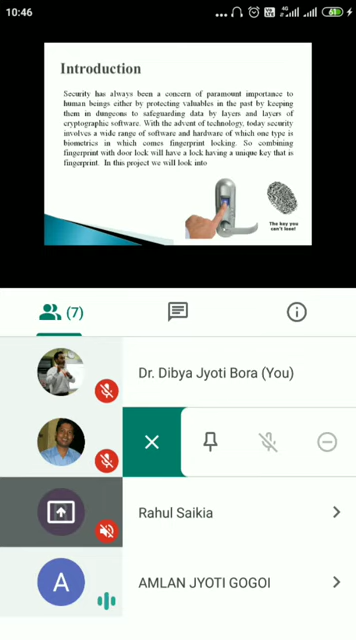 10:46
4G
61
Introduction
Security has always been a concern of paramount importance to
human beings either by protecting valuables in the past by keeping
them in dungeons to safeguarding data by layers and layers of
cryptographic software. With the advent of technology, today security
involves a wide range of software and hardware of which one type is
biometrics in which comes fingerprint locking. So combining
fingerprint with door lock will have a lock having a unique key that is
fingerprint. In this project we will look into
The key you
can't lose!
(7)
Dr. Dibya Jyoti Bora (You)
Rahul Saikia
A
AMLAN JYOTI GOGOI